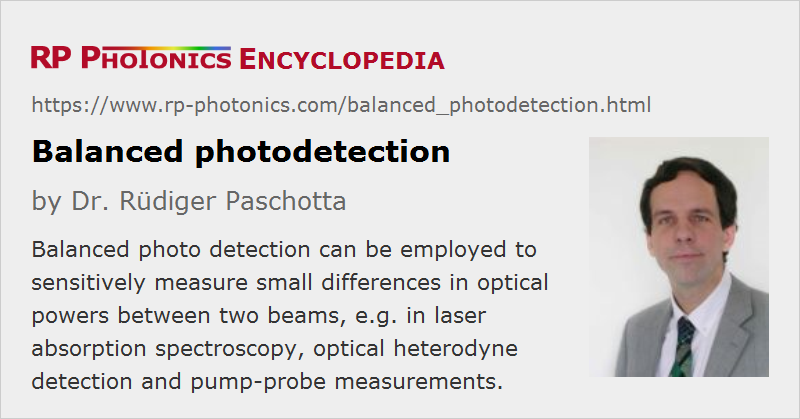 RP PHOTONICS ENCYCLOPEDIA
https://www.rp-photonics.com/balanced_photodetection.html
Balanced photodetection
by Dr. Rüdiger Paschotta
Balanced photo detection can be employed to
sensitively measure small differences in optical
powers between two beams, e.g. in laser
absorption spectroscopy, optical heterodyne
detection and pump-probe measurements.